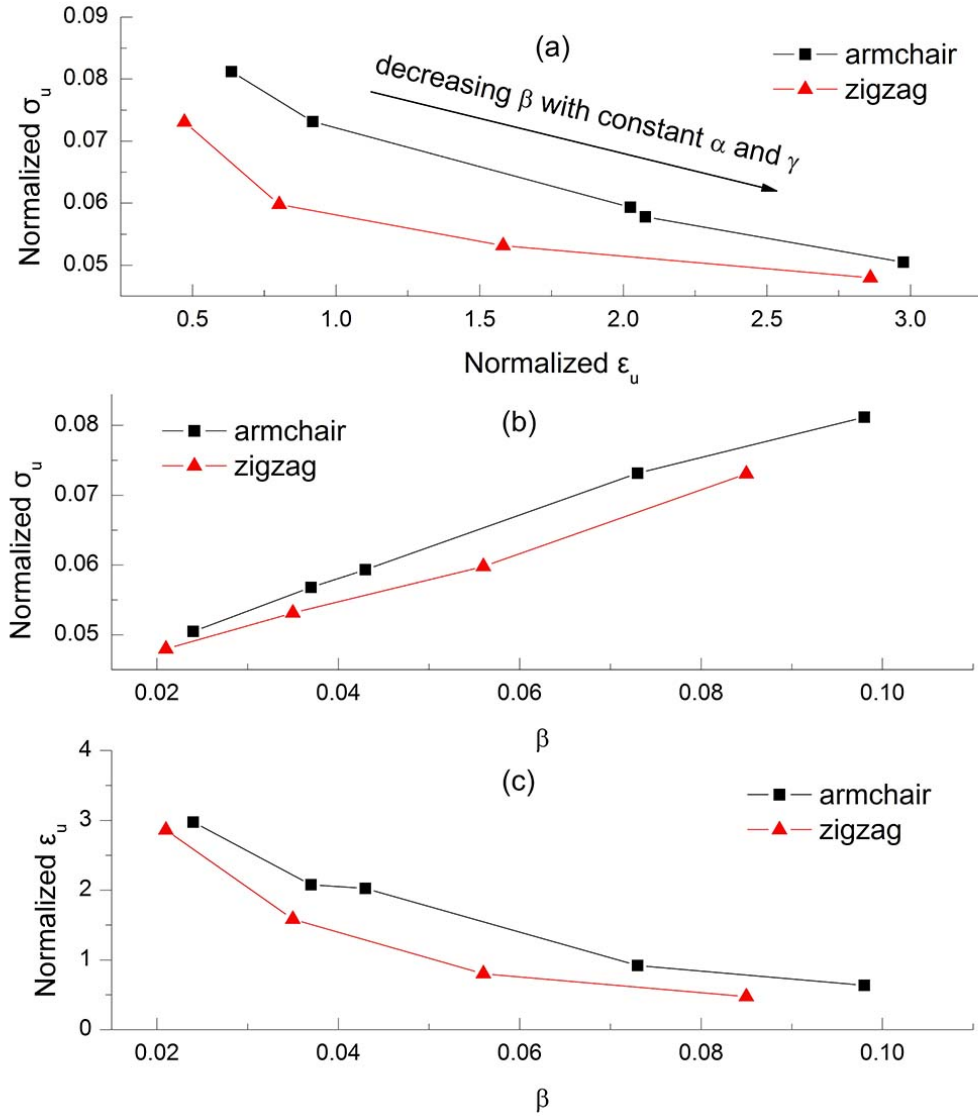 (a)
armchair
zigzag
decreasing β with constant α and γ
Normalized σu
0.09
0.08
0.07
0.06
0.05
0.5 1.0 1.5 2.0 2.5 3.0
Normalized εu
(b)
armchair
zigzag
Normalized σu
0.08
0.07
0.06
0.05
0.02 0.04 0.06 0.08 0.10
β
(c)
armchair
zigzag
Normalized εu
4
3
2
1
0
0.02 0.04 0.06 0.08 0.10
β